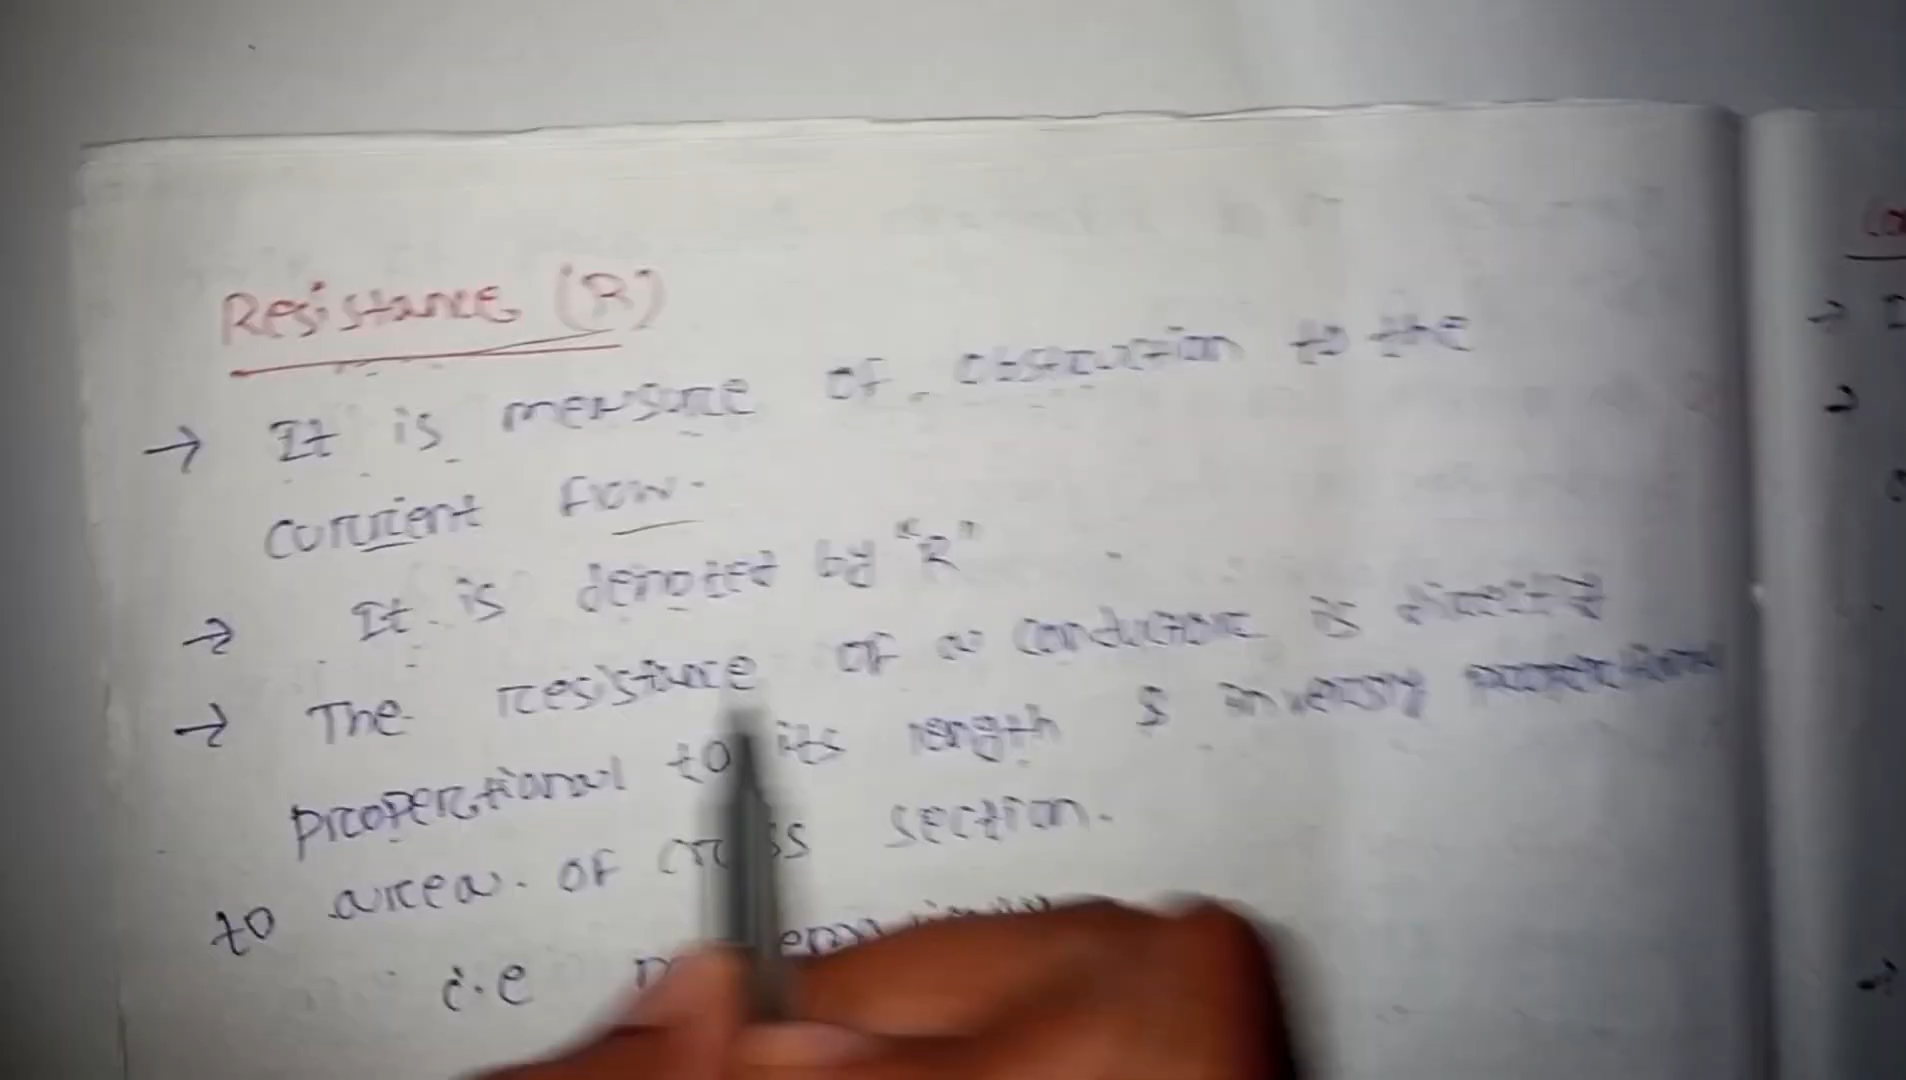 Resistance (R)
→ It is measure of obstruction to the
current flow.
→ It is denoted by "R"
→ The resistance of a conductor is directly
proportional to its length & inversly proportional
to area of cross section.
i.e